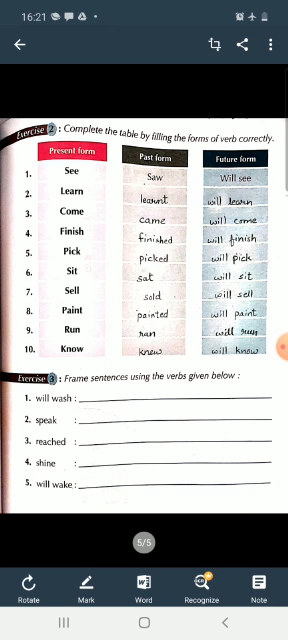 16:21
Exercise 2 : Complete the table by filling the forms of verb correctly.
Present form Past form Future form
1. See Saw Will see
2. Learn learnt will learn
3. Come came will come
4. Finish finished will finish
5. Pick picked will pick
6. Sit sat will sit
7. Sell sold will sell
8. Paint painted will paint
9. Run ran will run
10. Know knew will know
Exercise 3 : Frame sentences using the verbs given below :
1. will wash :
2. speak :
3. reached :
4. shine :
5. will wake :
5/5
Rotate Mark Word Recognize Note